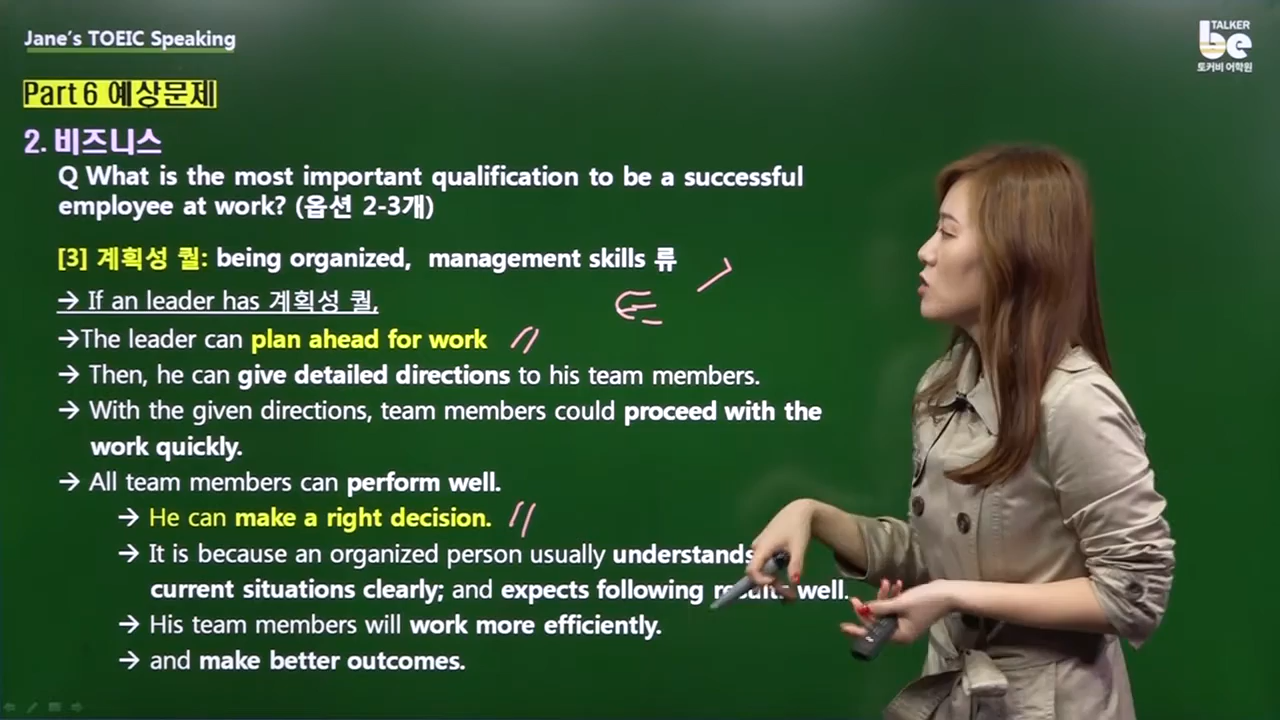 Jane's TOEIC Speaking
TALKER
be
토커비 어학원
Part 6 예상문제
2. 비즈니스
Q What is the most important qualification to be a successful
employee at work? (옵션 2-3개)
[3] 계획성 퀄: being organized, management skills 류
→ If an leader has 계획성 퀄,
→The leader can plan ahead for work
→ Then, he can give detailed directions to his team members.
→ With the given directions, team members could proceed with the
work quickly.
→ All team members can perform well.
→ He can make a right decision.
→ It is because an organized person usually understands
current situations clearly; and expects following results well.
→ His team members will work more efficiently.
→ and make better outcomes.